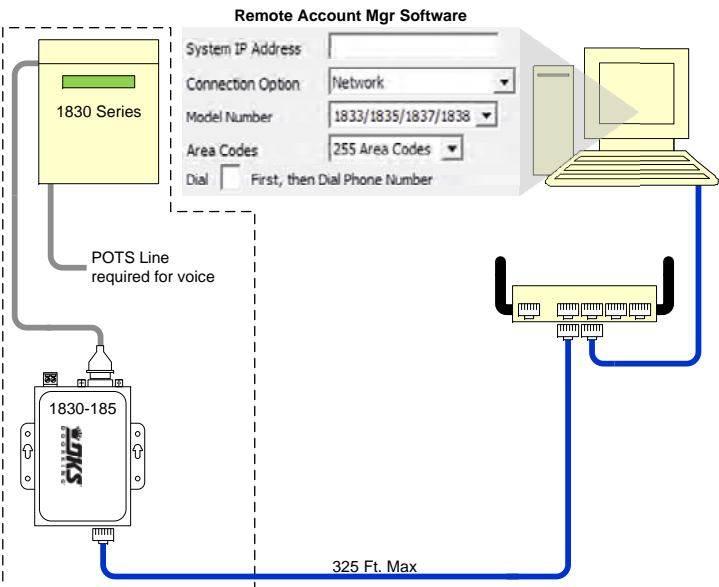 Remote Account Mgr Software
System IP Address
Connection Option Network
Model Number 1833/1835/1837/1838
Area Codes 255 Area Codes
Dial First, then Dial Phone Number
1830 Series
POTS Line
required for voice
1830-185
DKS
DOORKING
325 Ft. Max